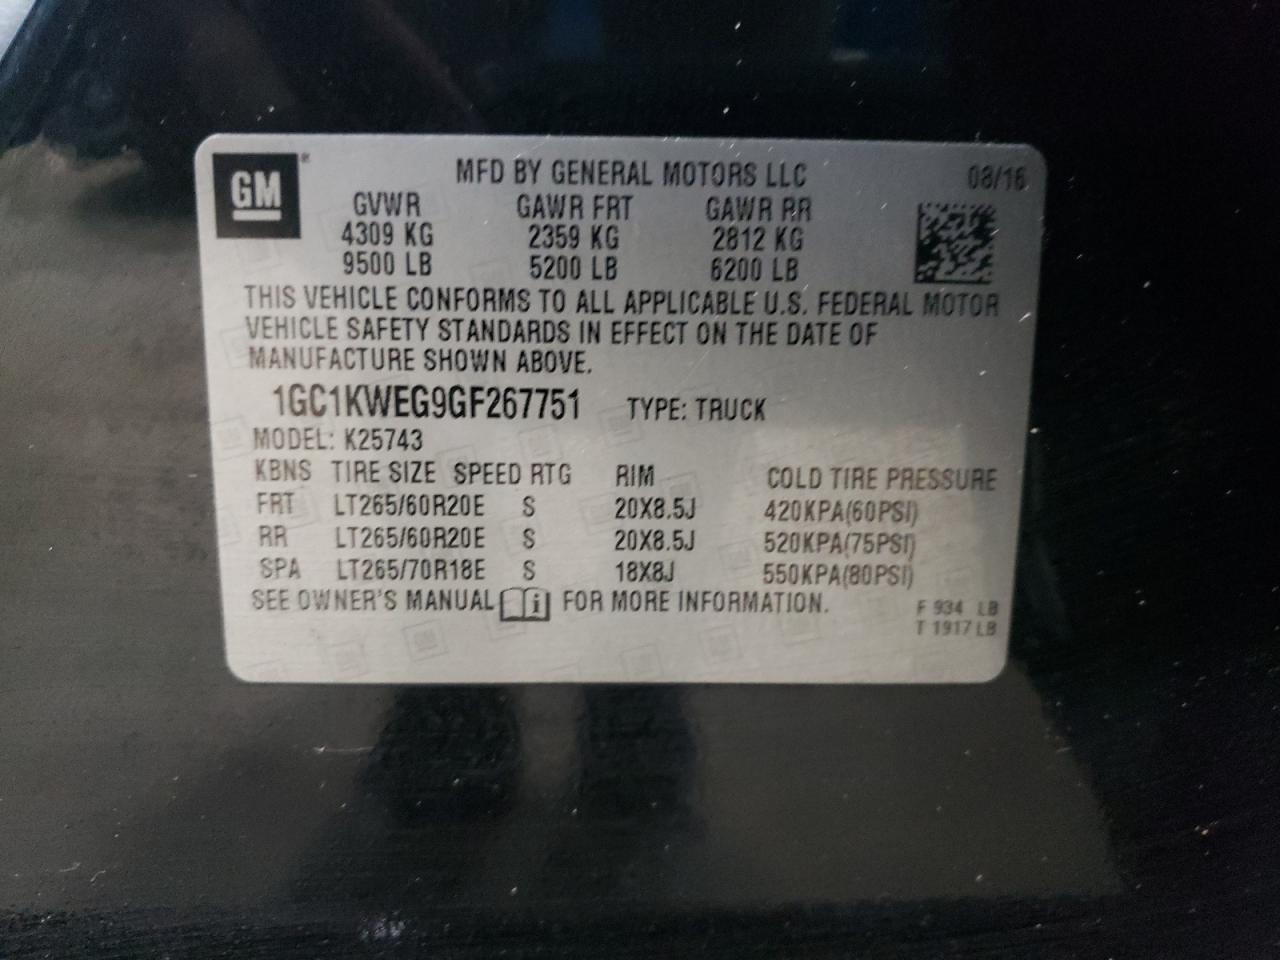 GM® MFD BY GENERAL MOTORS LLC 08/16
GVWR GAWR FRT GAWR RR
4309 KG 2359 KG 2812 KG
9500 LB 5200 LB 6200 LB
THIS VEHICLE CONFORMS TO ALL APPLICABLE U.S. FEDERAL MOTOR
VEHICLE SAFETY STANDARDS IN EFFECT ON THE DATE OF
MANUFACTURE SHOWN ABOVE.
1GC1KWEG9GF267751 TYPE: TRUCK
MODEL: K25743
KBNS TIRE SIZE SPEED RTG RIM COLD TIRE PRESSURE
FRT LT265/60R20E S 20X8.5J 420KPA(60PSI)
RR LT265/60R20E S 20X8.5J 520KPA(75PSI)
SPA LT265/70R18E S 18X8J 550KPA(80PSI)
SEE OWNER'S MANUAL i FOR MORE INFORMATION.
F 934 LB
T 1917 LB